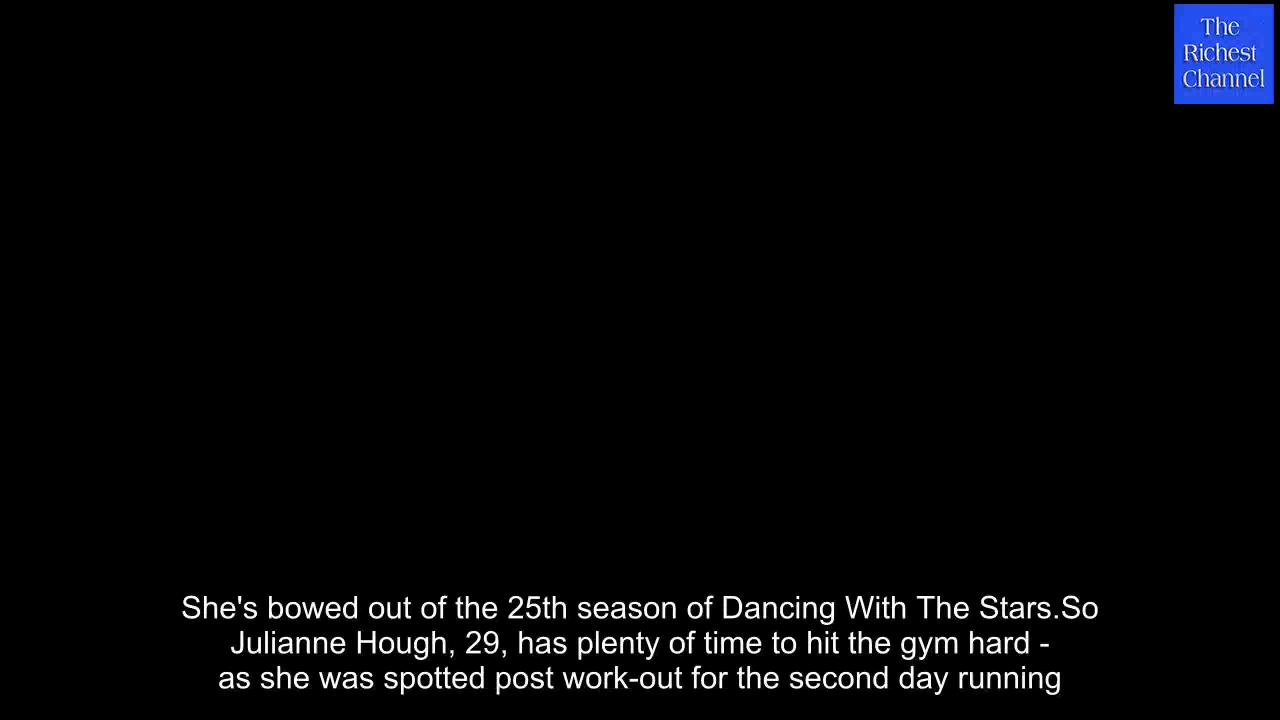 The
Richest
Channel
She's bowed out of the 25th season of Dancing With The Stars.So
Julianne Hough, 29, has plenty of time to hit the gym hard -
as she was spotted post work-out for the second day running